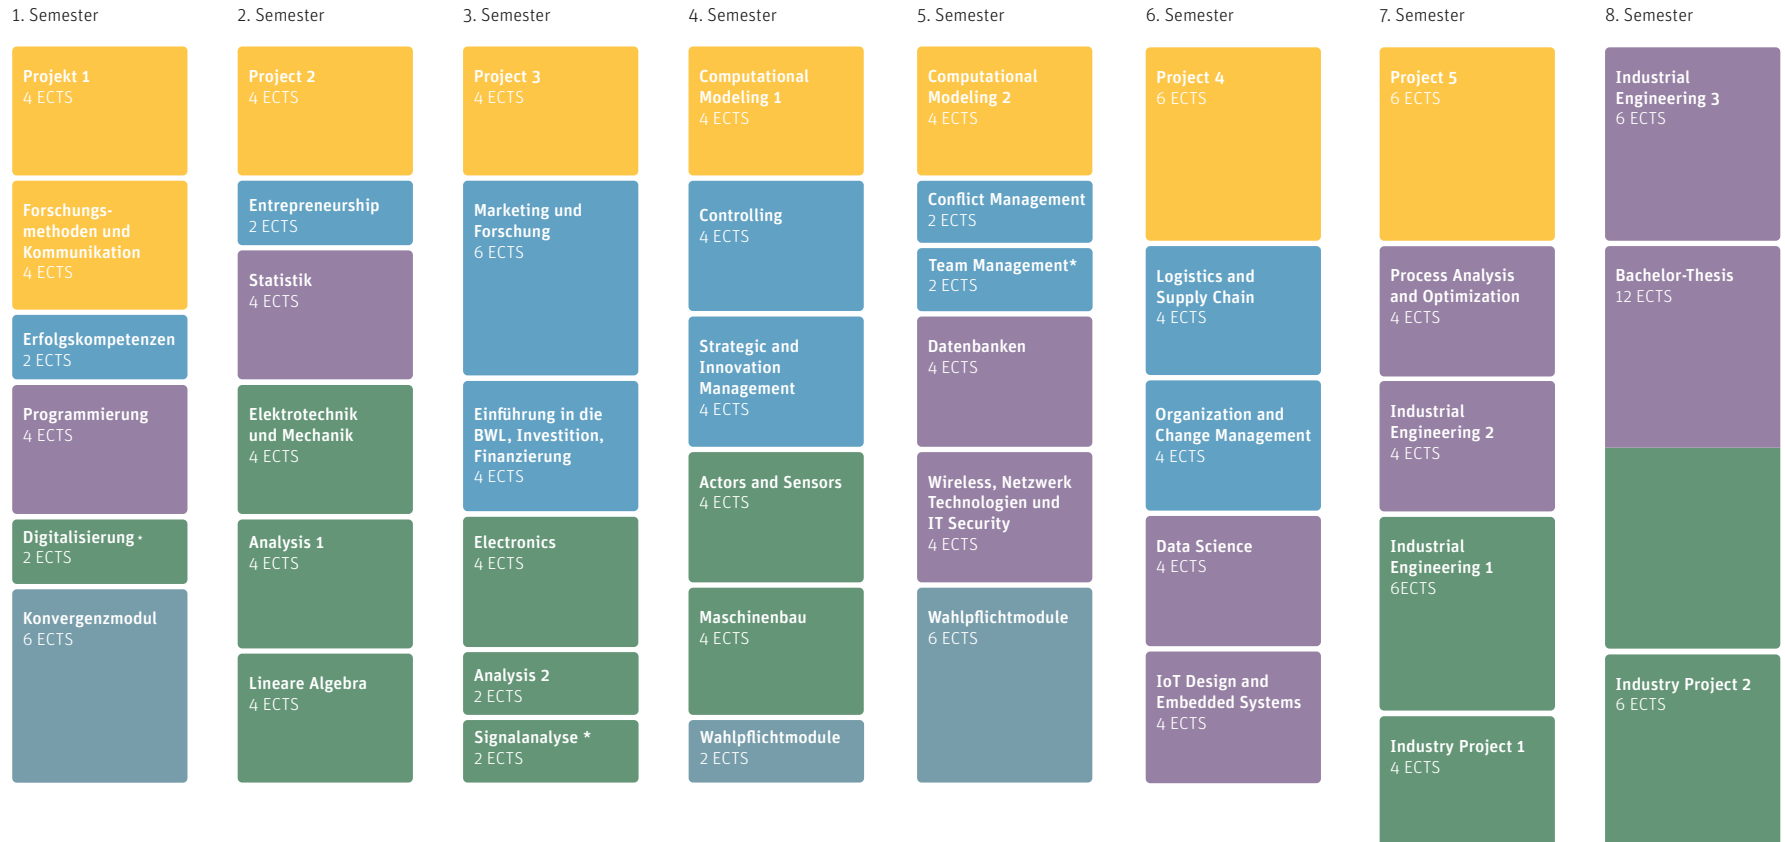 1. Semester
Projekt 1
4 ECTS
Forschungs-
methoden und
Kommunikation
4 ECTS
Erfolgskompetenzen
2 ECTS
Programmierung
4 ECTS
Digitalisierung *
2 ECTS
Konvergenzmodul
6 ECTS
2. Semester
Project 2
4 ECTS
Entrepreneurship
2 ECTS
Statistik
4 ECTS
Elektrotechnik
und Mechanik
4 ECTS
Analysis 1
4 ECTS
Lineare Algebra
4 ECTS
3. Semester
Project 3
4 ECTS
Marketing und
Forschung
6 ECTS
Einführung in die
BWL, Investition,
Finanzierung
4 ECTS
Electronics
4 ECTS
Analysis 2
2 ECTS
Signalanalyse *
2 ECTS
4. Semester
Computational
Modeling 1
4 ECTS
Controlling
4 ECTS
Strategic and
Innovation
Management
4 ECTS
Actors and Sensors
4 ECTS
Maschinenbau
4 ECTS
Wahlpflichtmodule
2 ECTS
5. Semester
Computational
Modeling 2
4 ECTS
Conflict Management
2 ECTS
Team Management*
2 ECTS
Datenbanken
4 ECTS
Wireless, Netzwerk
Technologien und
IT Security
4 ECTS
Wahlpflichtmodule
6 ECTS
6. Semester
Project 4
6 ECTS
Logistics and
Supply Chain
4 ECTS
Organization and
Change Management
4 ECTS
Data Science
4 ECTS
IoT Design and
Embedded Systems
4 ECTS
7. Semester
Project 5
6 ECTS
Process Analysis
and Optimization
4 ECTS
Industrial
Engineering 2
4 ECTS
Industrial
Engineering 1
6ECTS
Industry Project 1
4 ECTS
8. Semester
Industrial
Engineering 3
6 ECTS
Bachelor-Thesis
12 ECTS
Industry Project 2
6 ECTS